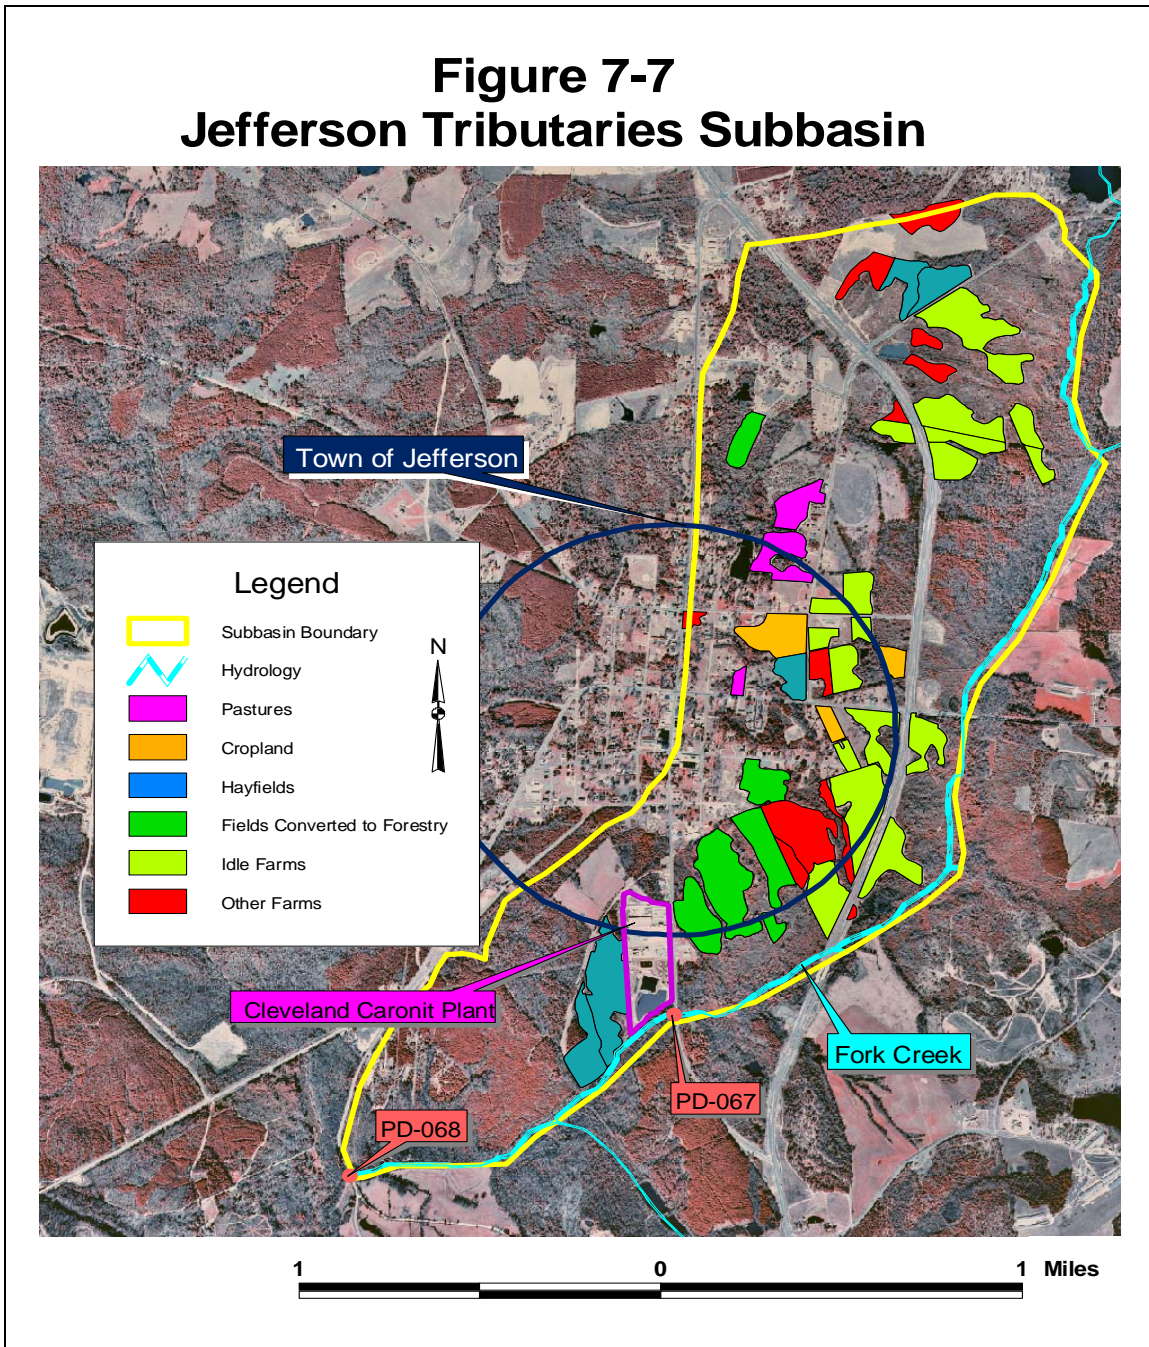 Figure 7-7
Jefferson Tributaries Subbasin
Town of Jefferson
Legend
Subbasin Boundary
Hydrology
Pastures
Cropland
Hayfields
Fields Converted to Forestry
Idle Farms
Other Farms
N
Cleveland Caronit Plant
Fork Creek
PD-067
PD-068
1 0 1 Miles